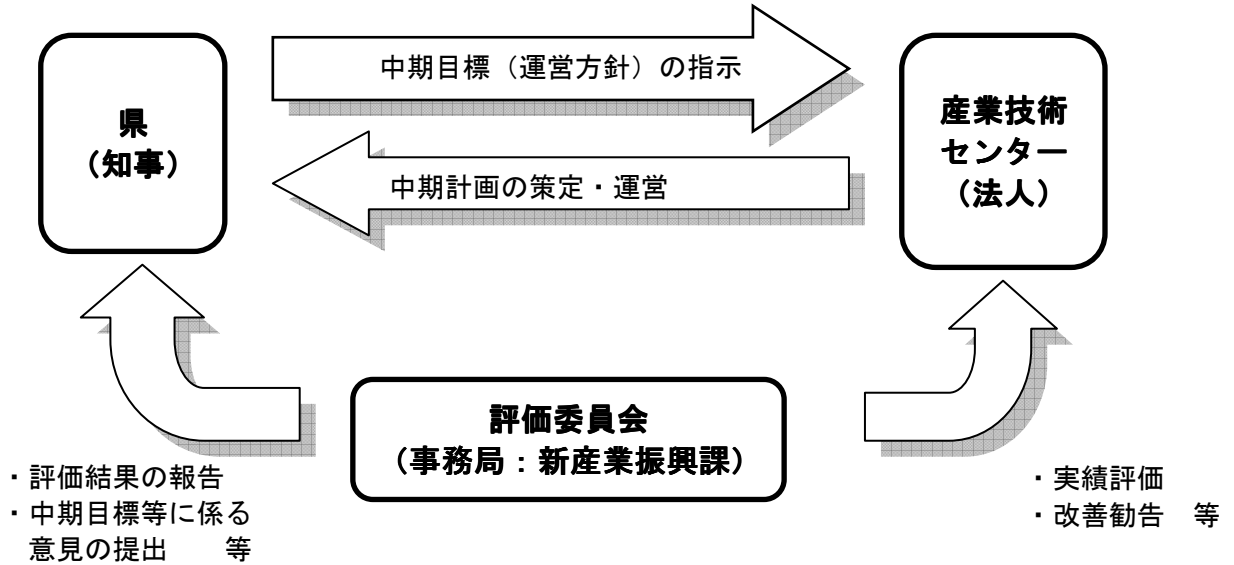 中期目標（運営方針）の指示
県
（知事）
産業技術
センター
（法人）
中期計画の策定・運営
評価委員会
（事務局：新産業振興課）
・評価結果の報告
・中期目標等に係る
意見の提出　　等
・実績評価
・改善勧告　等